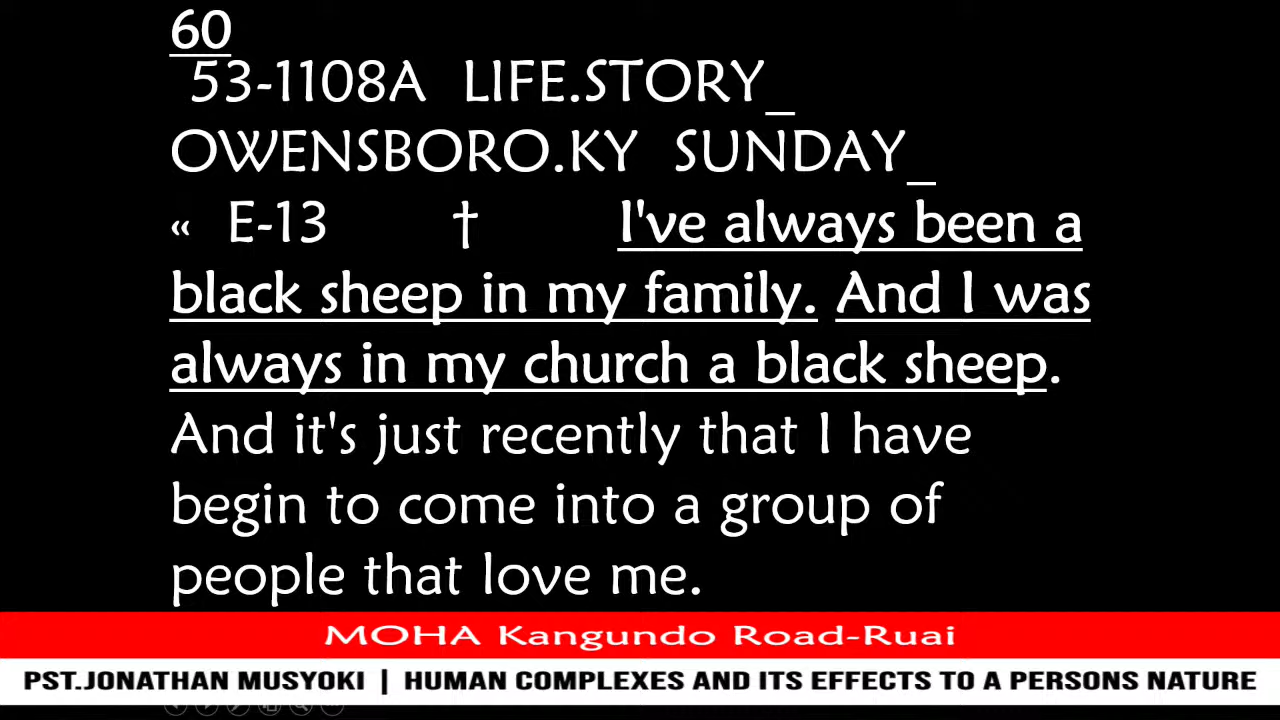 60
53-1108A LIFE.STORY_
OWENSBORO.KY SUNDAY_
« E-13 † I've always been a
black sheep in my family. And I was
always in my church a black sheep.
And it's just recently that I have
begin to come into a group of
people that love me.
MOHA Kangundo Road-Ruai
PST.JONATHAN MUSYOKI | HUMAN COMPLEXES AND ITS EFFECTS TO A PERSONS NATURE